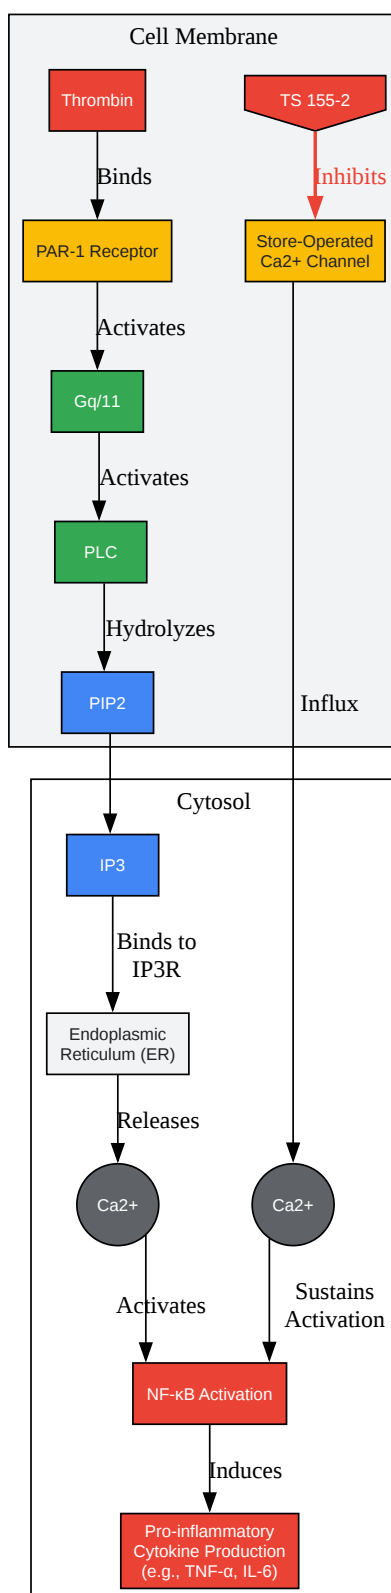 Cell Membrane
Thrombin
TS 155-2
Binds
Inhibits
PAR-1 Receptor
Store-Operated
Ca2+ Channel
Activates
Gq/11
Activates
PLC
Hydrolyzes
PIP2
Influx
Cytosol
IP3
Binds to
IP3R
Endoplasmic
Reticulum (ER)
Releases
Ca2+
Ca2+
Activates
Sustains
Activation
NF-κB Activation
Induces
Pro-inflammatory
Cytokine Production
(e.g., TNF-α, IL-6)